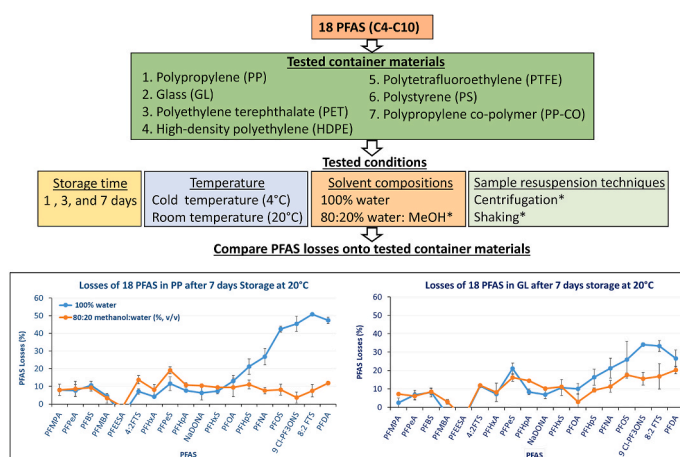 18 PFAS (C4-C10)
Tested container materials
1. Polypropylene (PP)
2. Glass (GL)
3. Polyethylene terephthalate (PET)
4. High-density polyethylene (HDPE)
5. Polytetrafluoroethylene (PTFE)
6. Polystyrene (PS)
7. Polypropylene co-polymer (PP-CO)
Tested conditions
Storage time
1 , 3, and 7 days
Temperature
Cold temperature (4°C)
Room temperature (20°C)
Solvent compositions
100% water
80:20% water: MeOH*
Sample resuspension techniques
Centrifugation*
Shaking*
Compare PFAS losses onto tested container materials
Losses of 18 PFAS in PP after 7 days Storage at 20°C
100% water
80:20 methanol:water (%, v/v)
PFAS Losses (%)
60
50
40
30
20
10
0
PFMPA
PFPeA
PFBS
PFMBA
PFEESA
4:2FTS
PFHxA
PFPeS
PFHpA
NaDONA
PFHxS
PFOA
PFHpS
PFNA
PFOS
9 Cl-PF3ONS
8:2 FTS
PFDA
PFAS
Losses of 18 PFAS in GL after 7 days storage at 20°C
PFAS Losses (%)
60
50
40
30
20
10
0
PFMPA
PFPeA
PFBS
PFMBA
PFEESA
4:2FTS
PFHxA
PFPeS
PFHpA
NaDONA
PFHxS
PFOA
PFHpS
PFNA
PFOS
9 Cl-PF3ONS
8:2 FTS
PFDA
PFAS